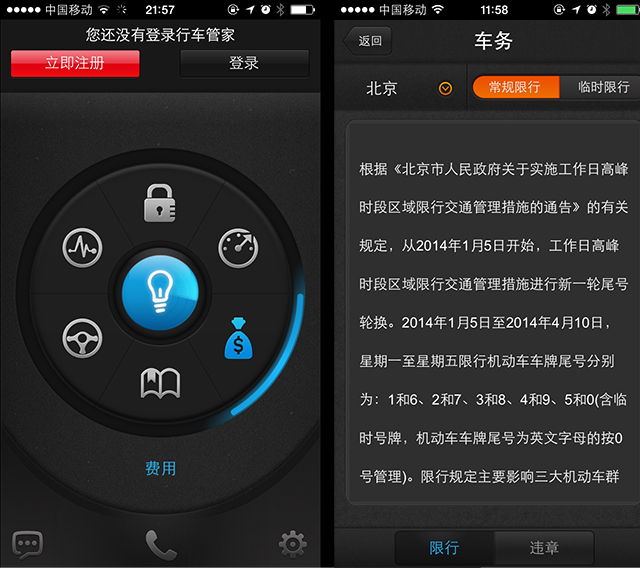 中国移动 21:57
您还没有登录行车管家
立即注册 登录
$
费用
中国移动 11:58
返回 车务
北京 常规限行 临时限行
根据《北京市人民政府关于实施工作日高峰
时段区域限行交通管理措施的通告》的有关
规定，从2014年1月5日开始，工作日高峰
时段区域限行交通管理措施进行新一轮尾号
轮换。2014年1月5日至2014年4月10日，
星期一至星期五限行机动车车牌尾号分别
为：1和6、2和7、3和8、4和9、5和0(含临
时号牌，机动车车牌尾号为英文字母的按0
号管理)。限行规定主要影响三大机动车群
限行 违章